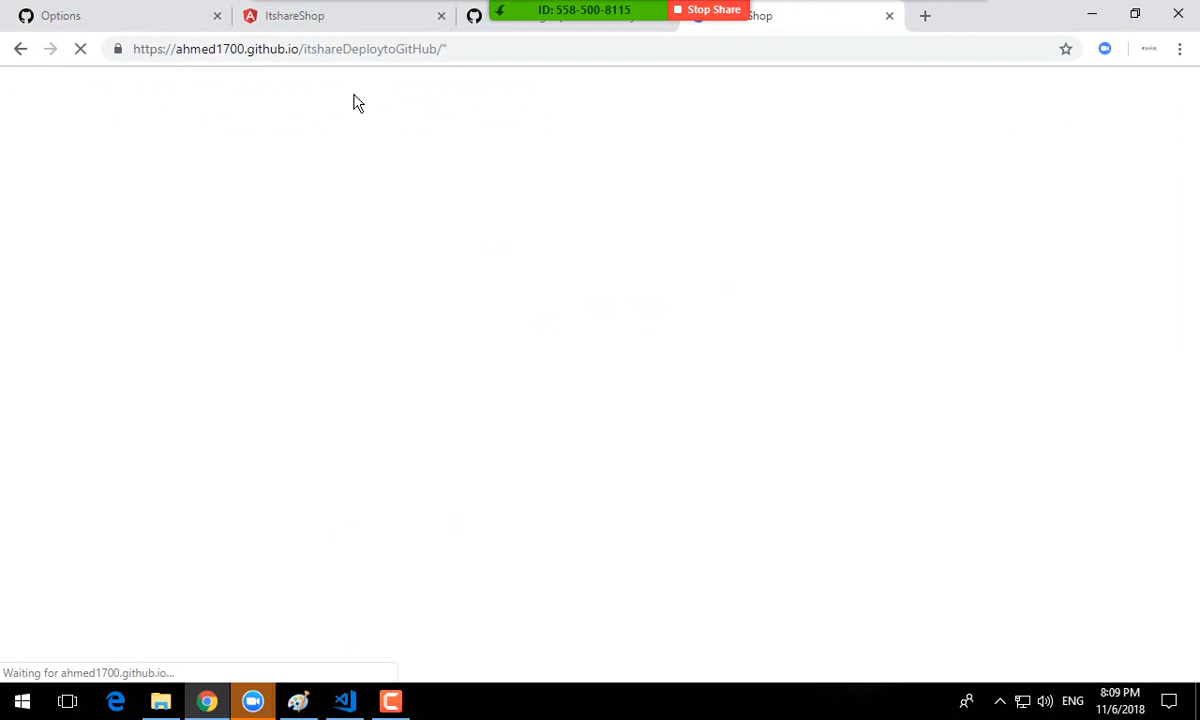 Options
ItshareShop
ID: 558-500-8115
Stop Share
Shop
https://ahmed1700.github.io/itshareDeploytoGitHub/"
Waiting for ahmed1700.github.io...
ENG
8:09 PM
11/6/2018